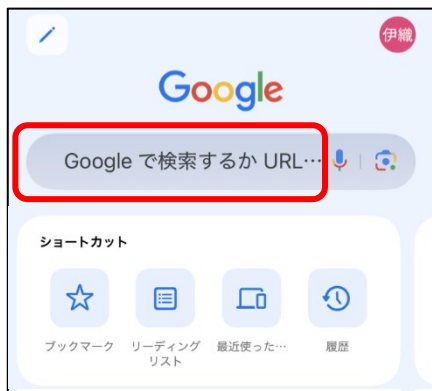 伊織
Google
Google で検索するか URL…
ショートカット
ブックマーク
リーディング
リスト
最近使った…
履歴